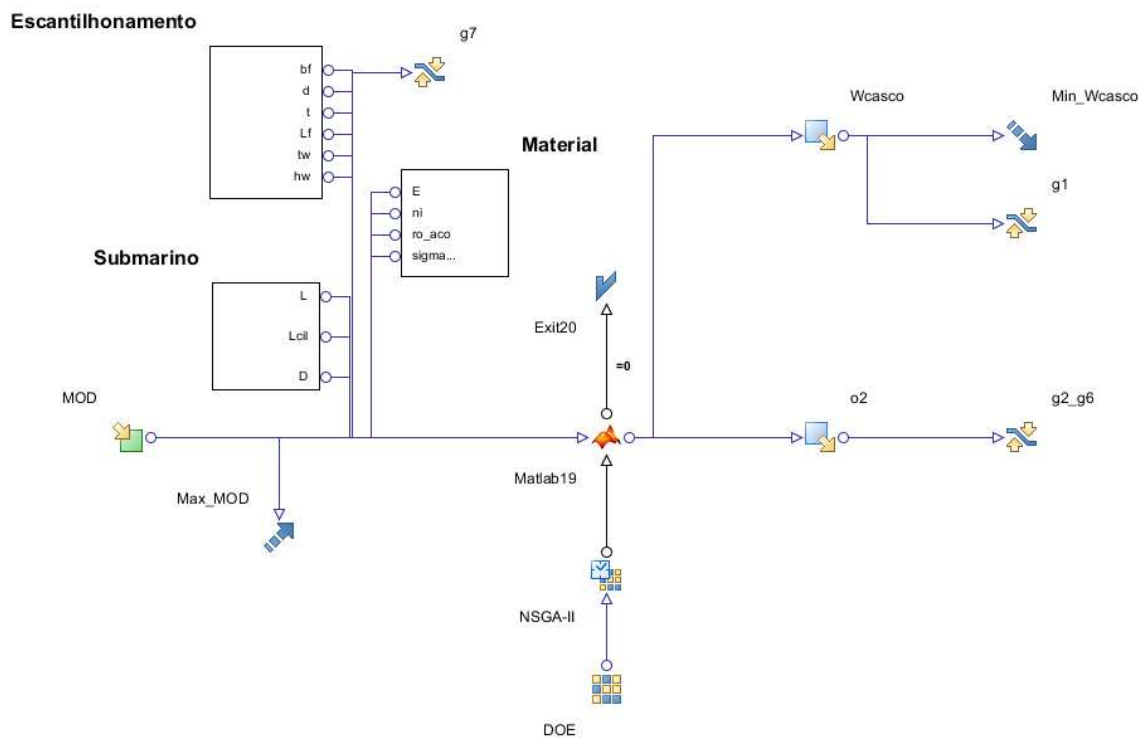 Escantilhonamento
g7
bf
d
t
Lf
tw
hw
Material
E
ni
ro_aco
sigma...
Submarino
L
Lcil
D
MOD
Max_MOD
Wcasco
Min_Wcasco
g1
Exit20
=0
o2
g2_g6
Matlab19
NSGA-II
DOE